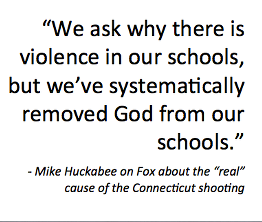 “We ask why there is
violence in our schools,
but we’ve systematically
removed God from our
schools.”
- Mike Huckabee on Fox about the “real”
cause of the Connecticut shooting